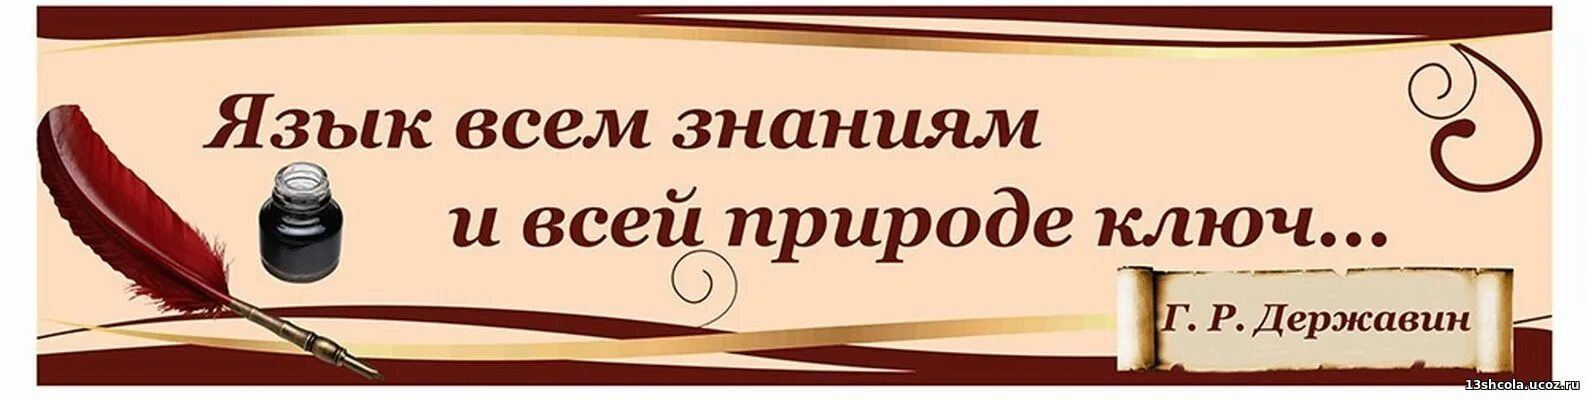 Язык всем знаниям
и всей природе ключ...
Г. Р. Державин
13shcola.ucoz.ru